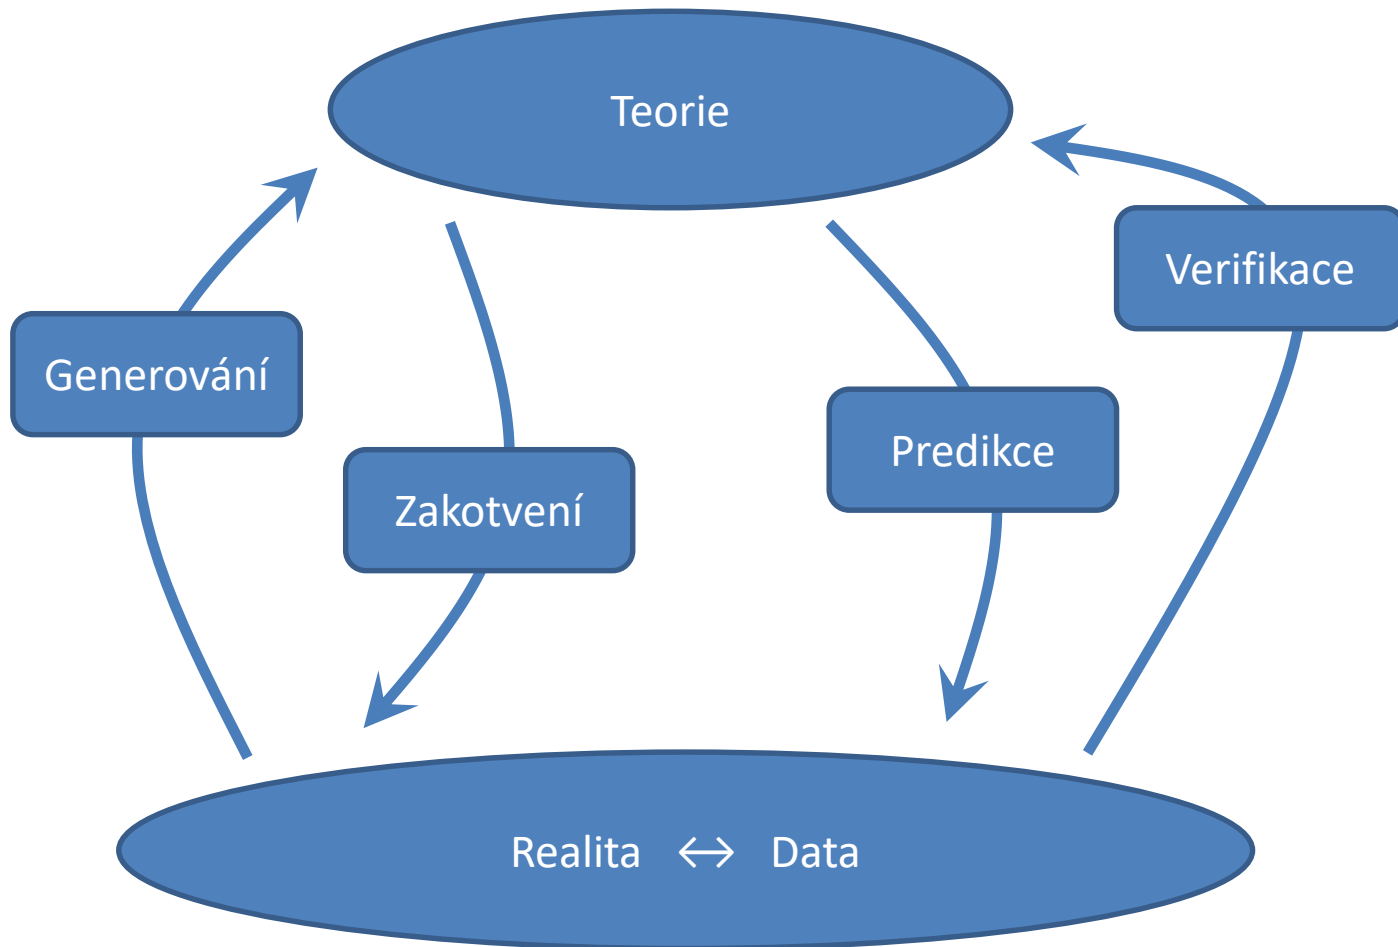 Teorie
Verifikace
Generování
Predikce
Zakotvení
Realita ↔ Data